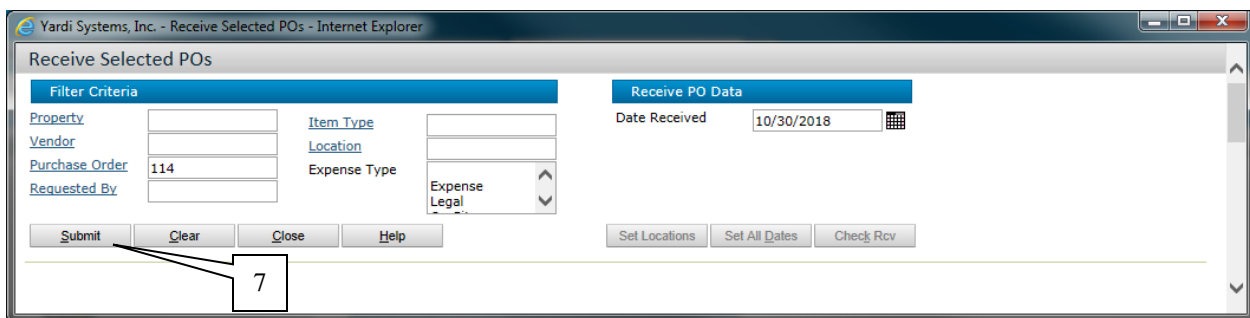 Yardi Systems, Inc. - Receive Selected POs - Internet Explorer
Receive Selected POs
Filter Criteria
Property
Vendor
Purchase Order 114
Requested By
Item Type
Location
Expense Type
Expense
Legal
Receive PO Data
Date Received 10/30/2018
Submit Clear Close Help
Set Locations Set All Dates Check Rcv
7